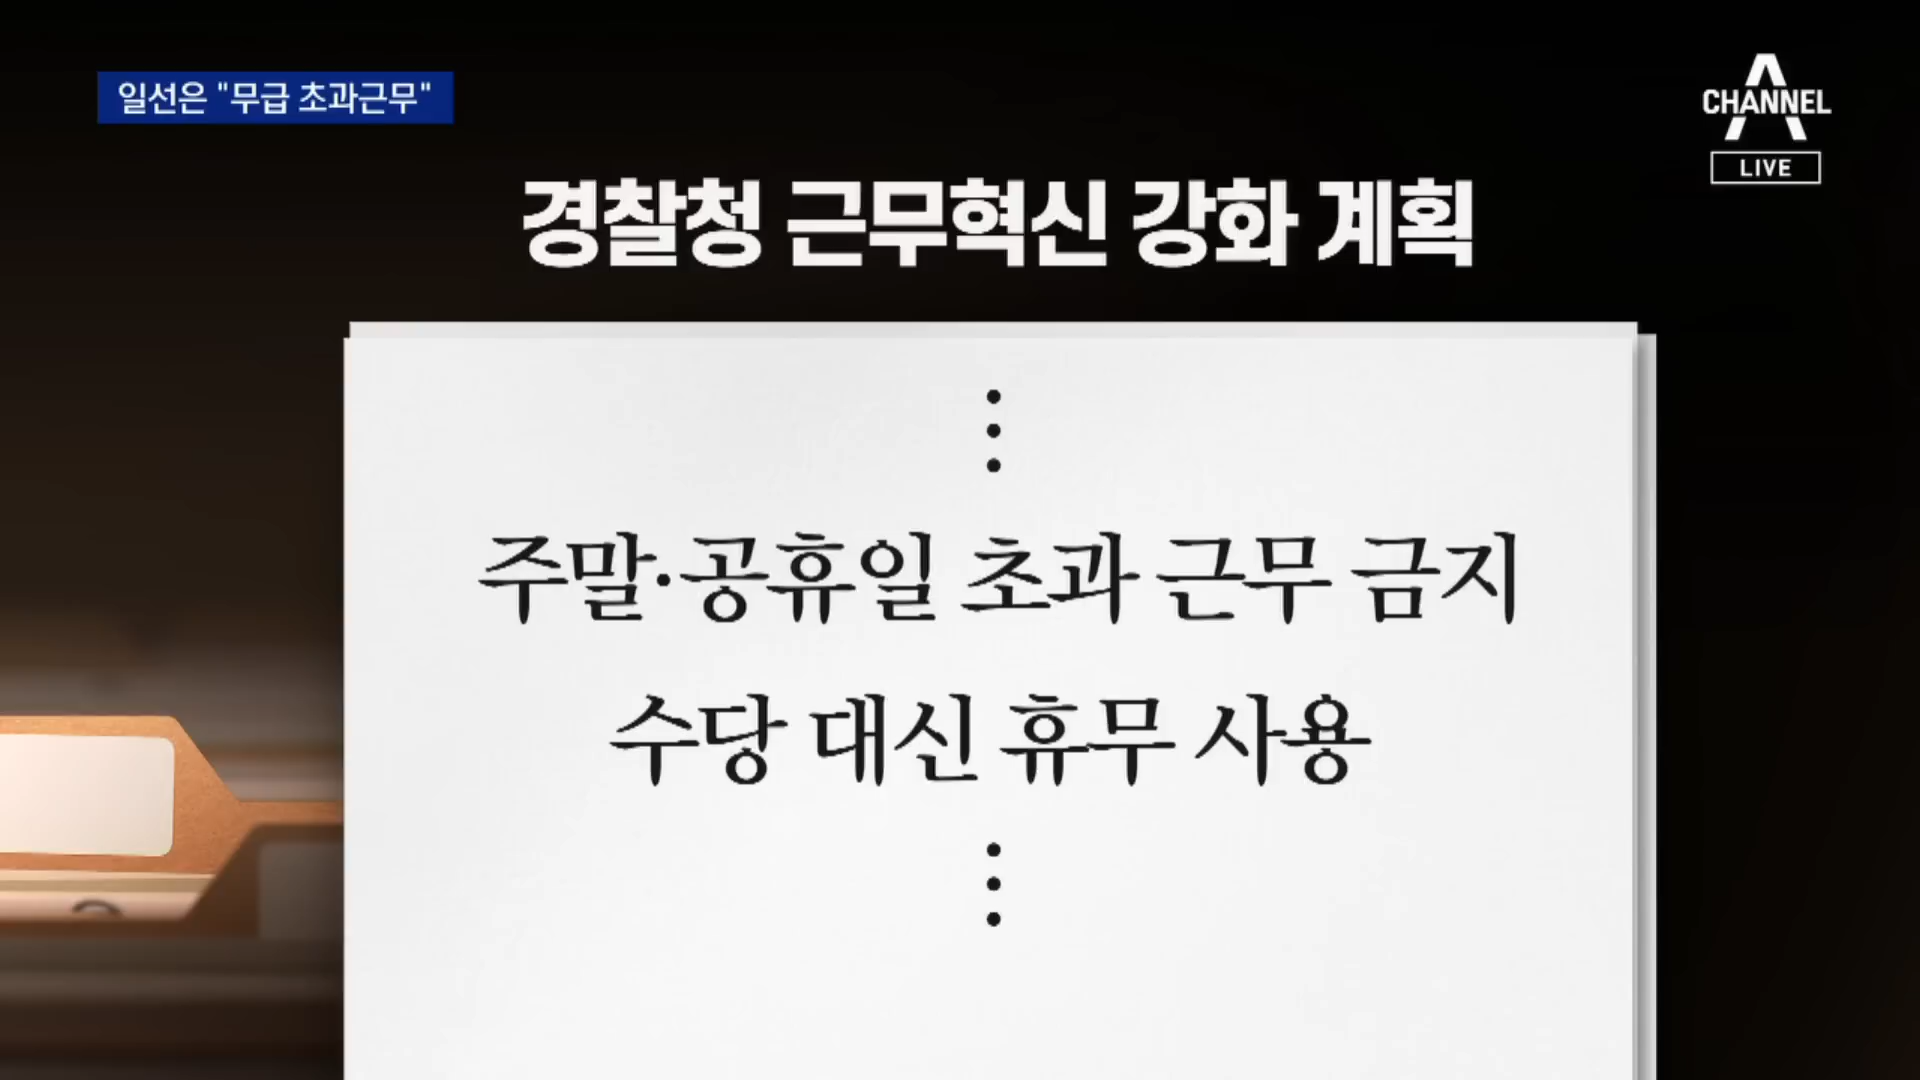 일선은 "무급 초과근무"
CHANNEL A
LIVE
경찰청 근무혁신 강화 계획
주말·공휴일 초과 근무 금지
수당 대신 휴무 사용